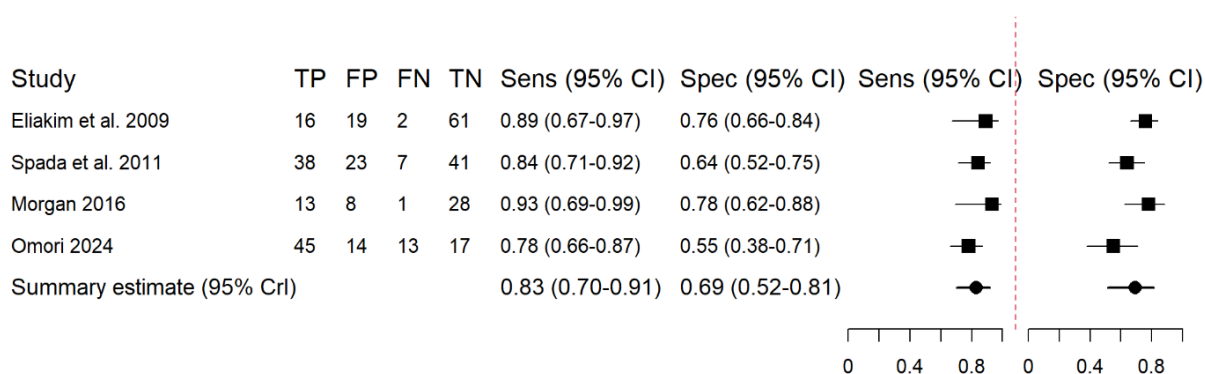 Study TP FP FN TN Sens (95% CI) Spec (95% CI) Sens (95% CI) Spec (95% CI)
Eliakim et al. 2009 16 19 2 61 0.89 (0.67-0.97) 0.76 (0.66-0.84)
Spada et al. 2011 38 23 7 41 0.84 (0.71-0.92) 0.64 (0.52-0.75)
Morgan 2016 13 8 1 28 0.93 (0.69-0.99) 0.78 (0.62-0.88)
Omori 2024 45 14 13 17 0.78 (0.66-0.87) 0.55 (0.38-0.71)
Summary estimate (95% CrI) 0.83 (0.70-0.91) 0.69 (0.52-0.81)
0 0.4 0.8 0 0.4 0.8